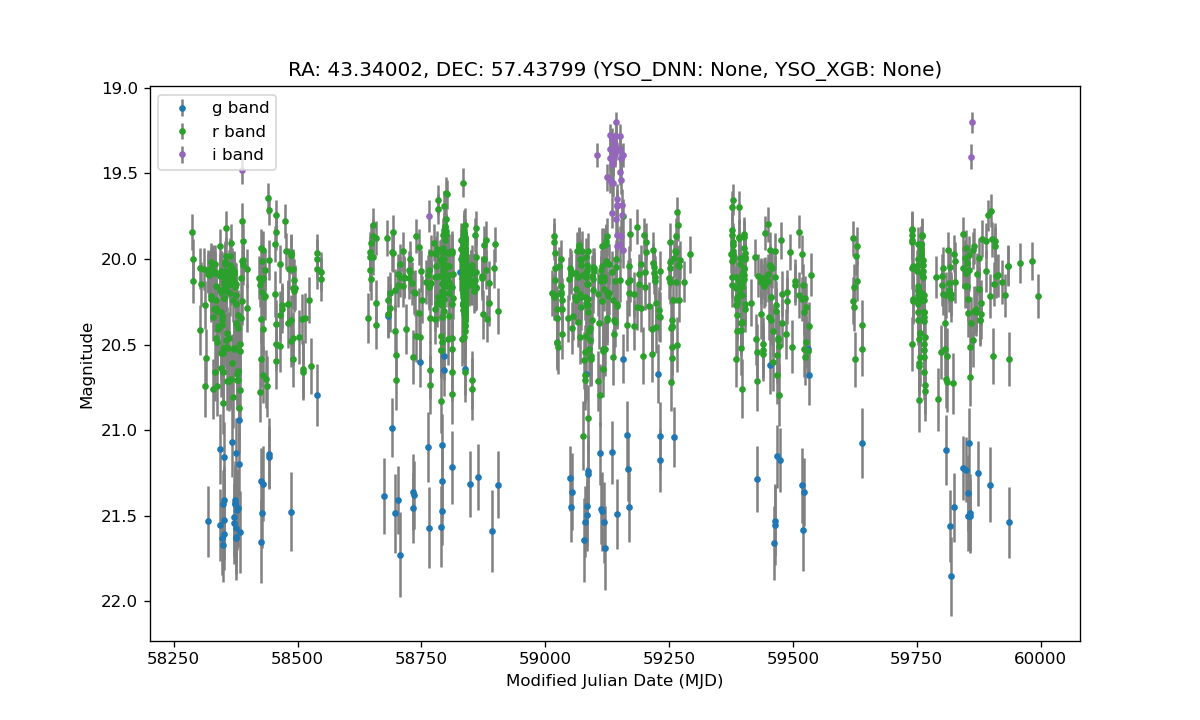 RA: 43.34002, DEC: 57.43799 (YSO_DNN: None, YSO_XGB: None)
g band
r band
i band
19.0
19.5
20.0
20.5
21.0
21.5
22.0
Magnitude
58250
58500
58750
59000
59250
59500
59750
60000
Modified Julian Date (MJD)